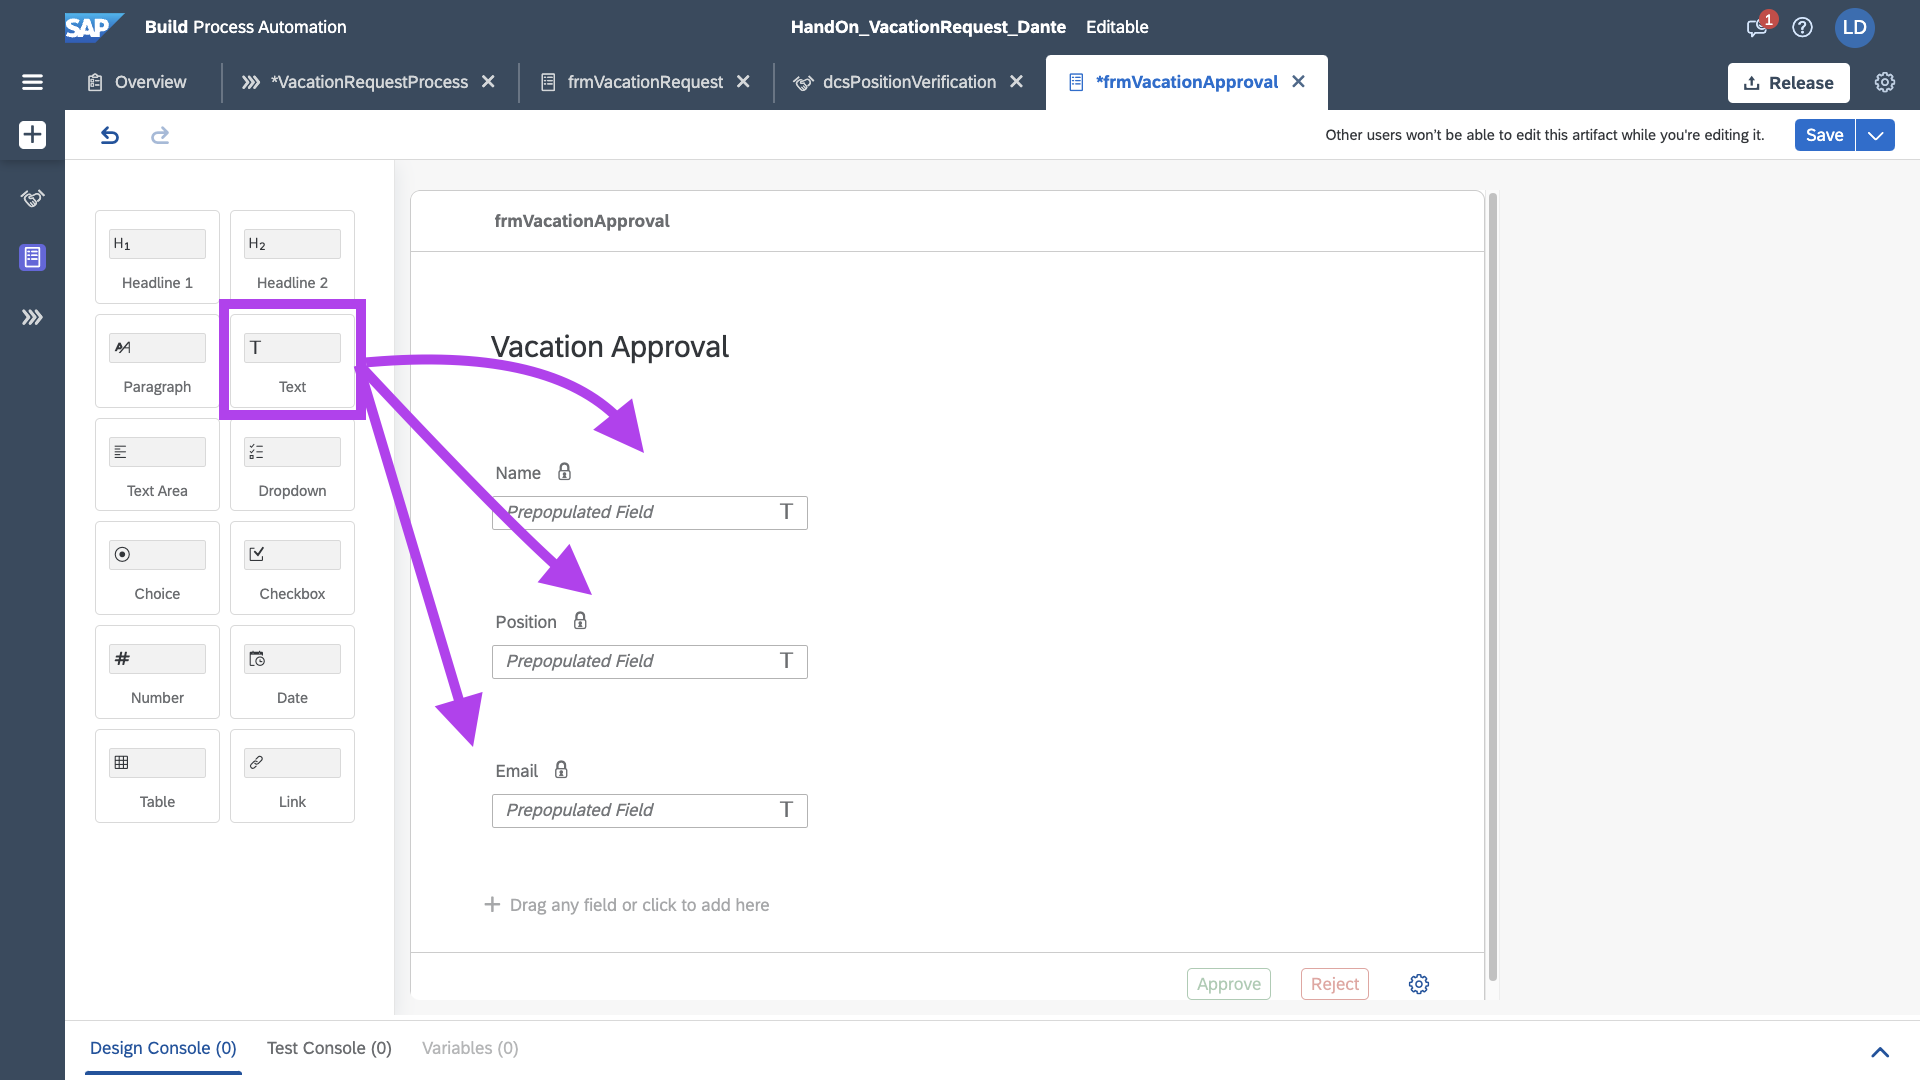 SAP Build Process Automation
HandOn_VacationRequest_Dante Editable
1
LD
Overview
*VacationRequestProcess
frmVacationRequest
dcsPositionVerification
*frmVacationApproval
Release
Other users won't be able to edit this artifact while you're editing it.
Save
H1
Headline 1
H2
Headline 2
Paragraph
T
Text
Text Area
Dropdown
Choice
Checkbox
#
Number
Date
Table
Link
frmVacationApproval
Vacation Approval
Name
Prepopulated Field T
Position
Prepopulated Field T
Email
Prepopulated Field T
+ Drag any field or click to add here
Approve Reject
Design Console (0) Test Console (0) Variables (0)